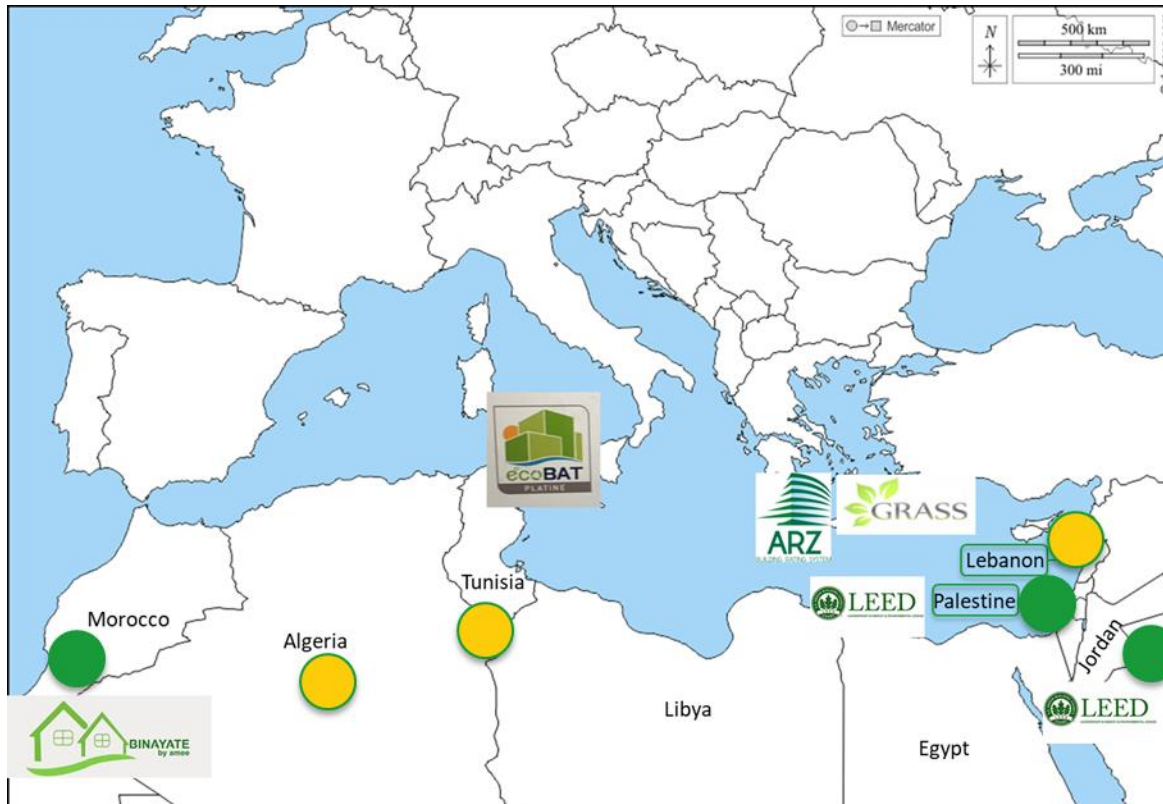 Mercator
N
500 km
300 mi
ecoBAT
PLATINE
ARZ
BUILDING RATING SYSTEM
GRASS
Lebanon
LEED
Palestine
Tunisia
Morocco
Algeria
Jordan
LEED
Libya
Egypt
BINAYATE
by amee